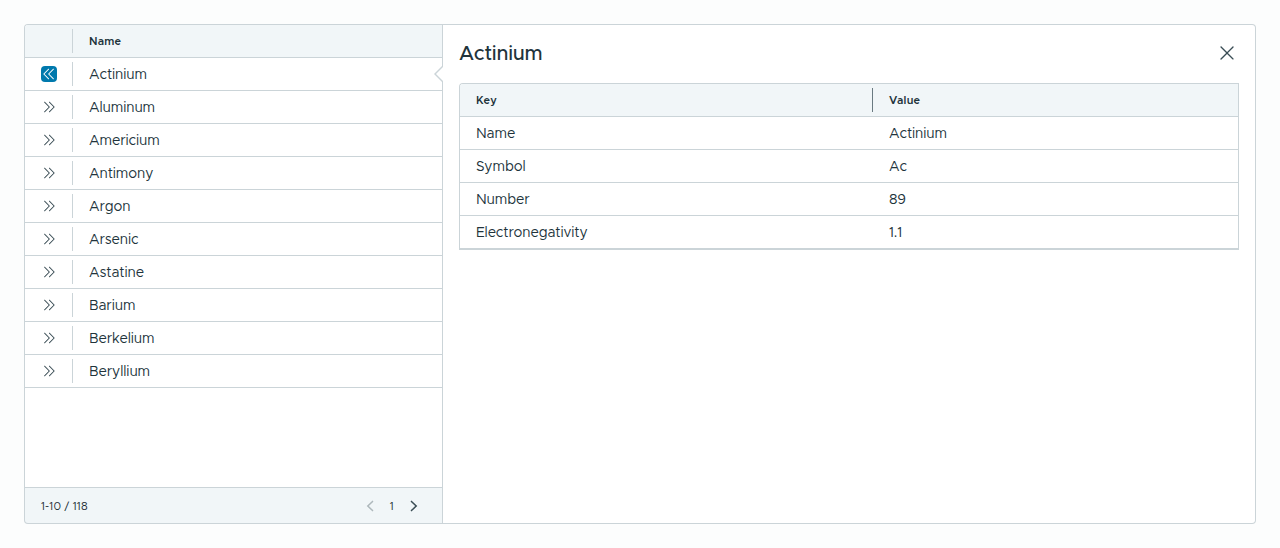 Name
Actinium
Aluminum
Americium
Antimony
Argon
Arsenic
Astatine
Barium
Berkelium
Beryllium
1-10 / 118
1
Actinium
Key Value
Name Actinium
Symbol Ac
Number 89
Electronegativity 1.1